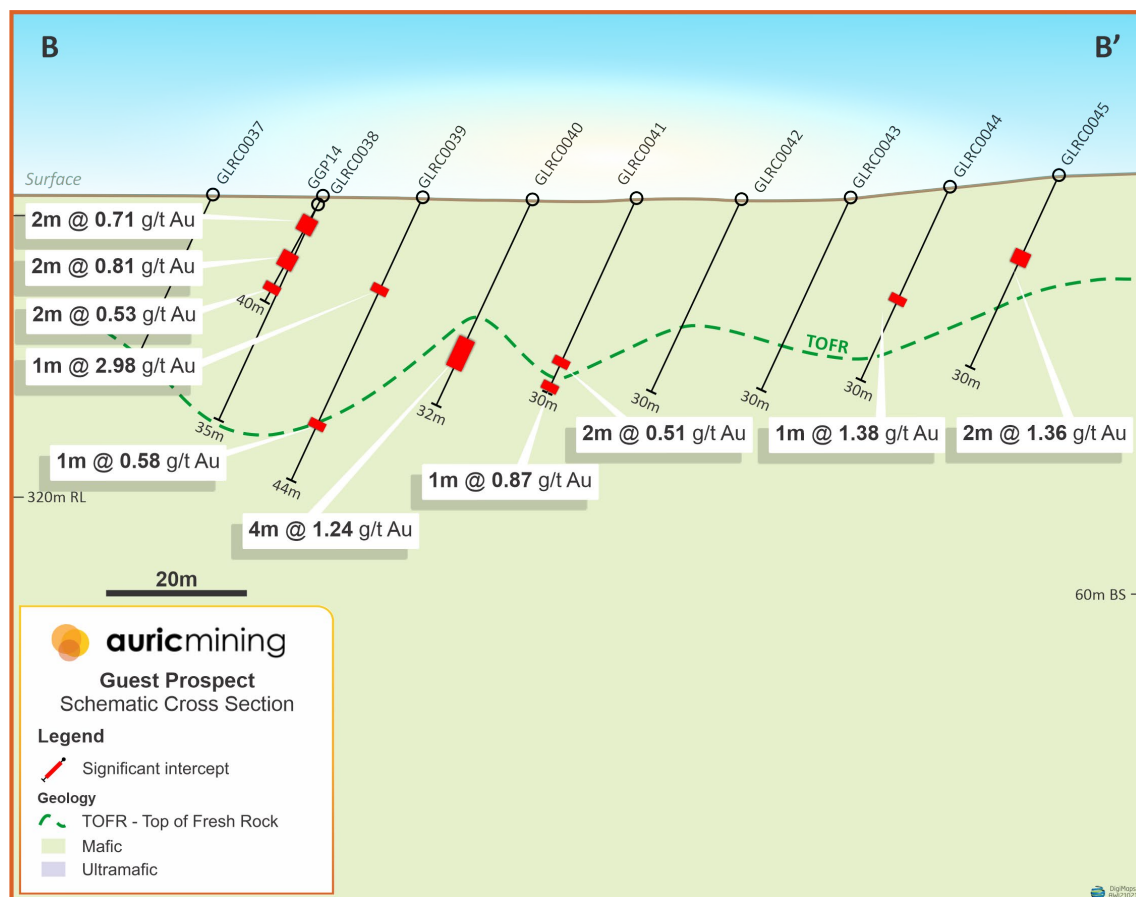 B
B'
GLRC0037
GGP14
GLRC0038
GLRC0039
GLRC0040
GLRC0041
GLRC0042
GLRC0043
GLRC0044
GLRC0045
Surface
2m @ 0.71 g/t Au
2m @ 0.81 g/t Au
2m @ 0.53 g/t Au
1m @ 2.98 g/t Au
40m
35m
1m @ 0.58 g/t Au
44m
4m @ 1.24 g/t Au
32m
30m
1m @ 0.87 g/t Au
2m @ 0.51 g/t Au
30m
30m
TOFR
30m
1m @ 1.38 g/t Au
30m
2m @ 1.36 g/t Au
320m RL
60m BS
20m
auricmining
Guest Prospect
Schematic Cross Section
Legend
Significant intercept
Geology
TOFR - Top of Fresh Rock
Mafic
Ultramafic
DigiMaps